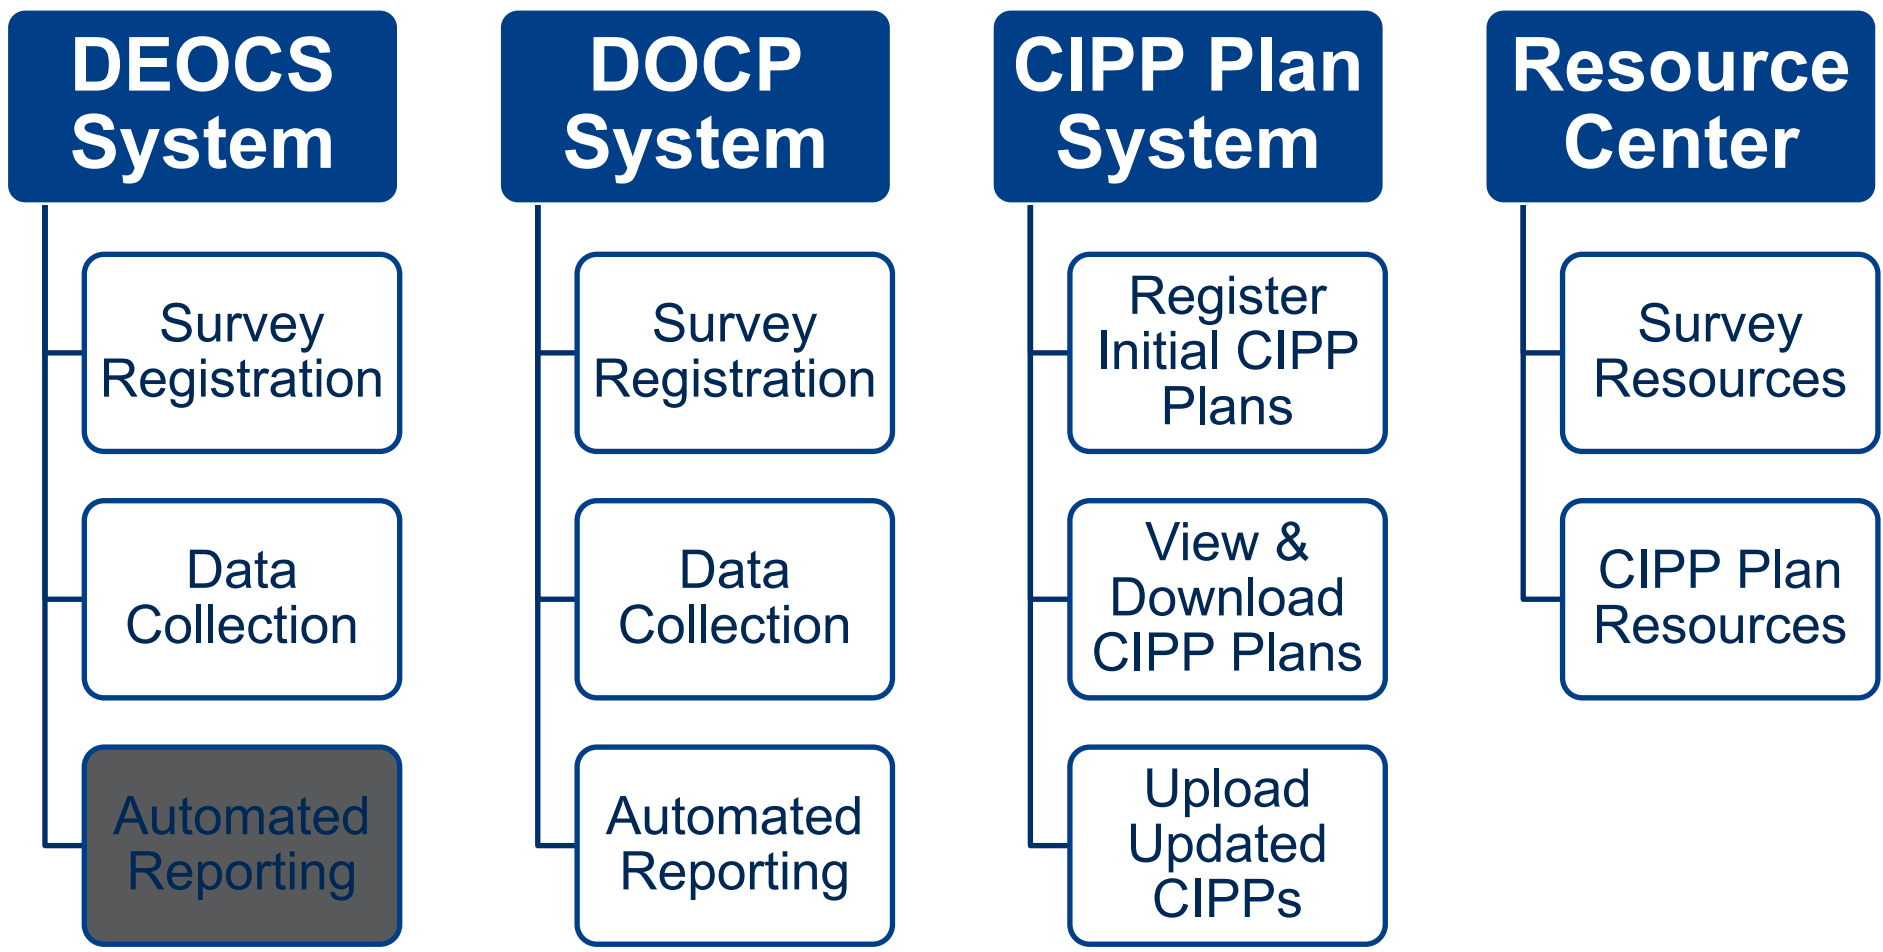 DEOCS
System
Survey
Registration
Data
Collection
Automated
Reporting
DOCP
System
Survey
Registration
Data
Collection
Automated
Reporting
CIPP Plan
System
Register
Initial CIPP
Plans
View &
Download
CIPP Plans
Upload
Updated
CIPPs
Resource
Center
Survey
Resources
CIPP Plan
Resources